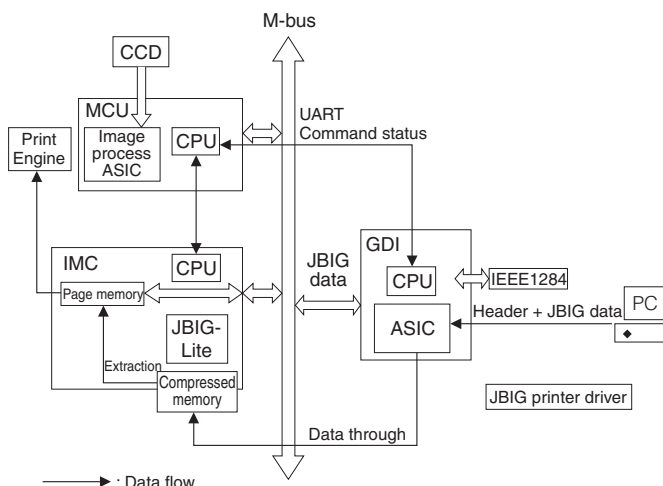 M-bus
CCD
MCU
UART
Command status
Print
Engine
Image
process
ASIC
CPU
GDI
JBIG
data
IMC
CPU
CPU
IEEE1284
Page memory
PC
JBIG-
Lite
ASIC
Header + JBIG data
Extraction
Compressed
memory
JBIG printer driver
Data through
: Data flow